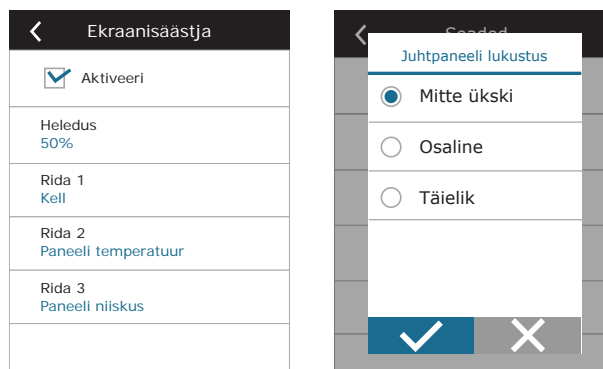 Ekraanisäästja
Aktiveeri
Heledus
50%
Rida 1
Kell
Rida 2
Paneeli temperatuur
Rida 3
Paneeli niiskus
Seaded
Juhtpaneeli lukustus
Mitte ükski
Osaline
Täielik